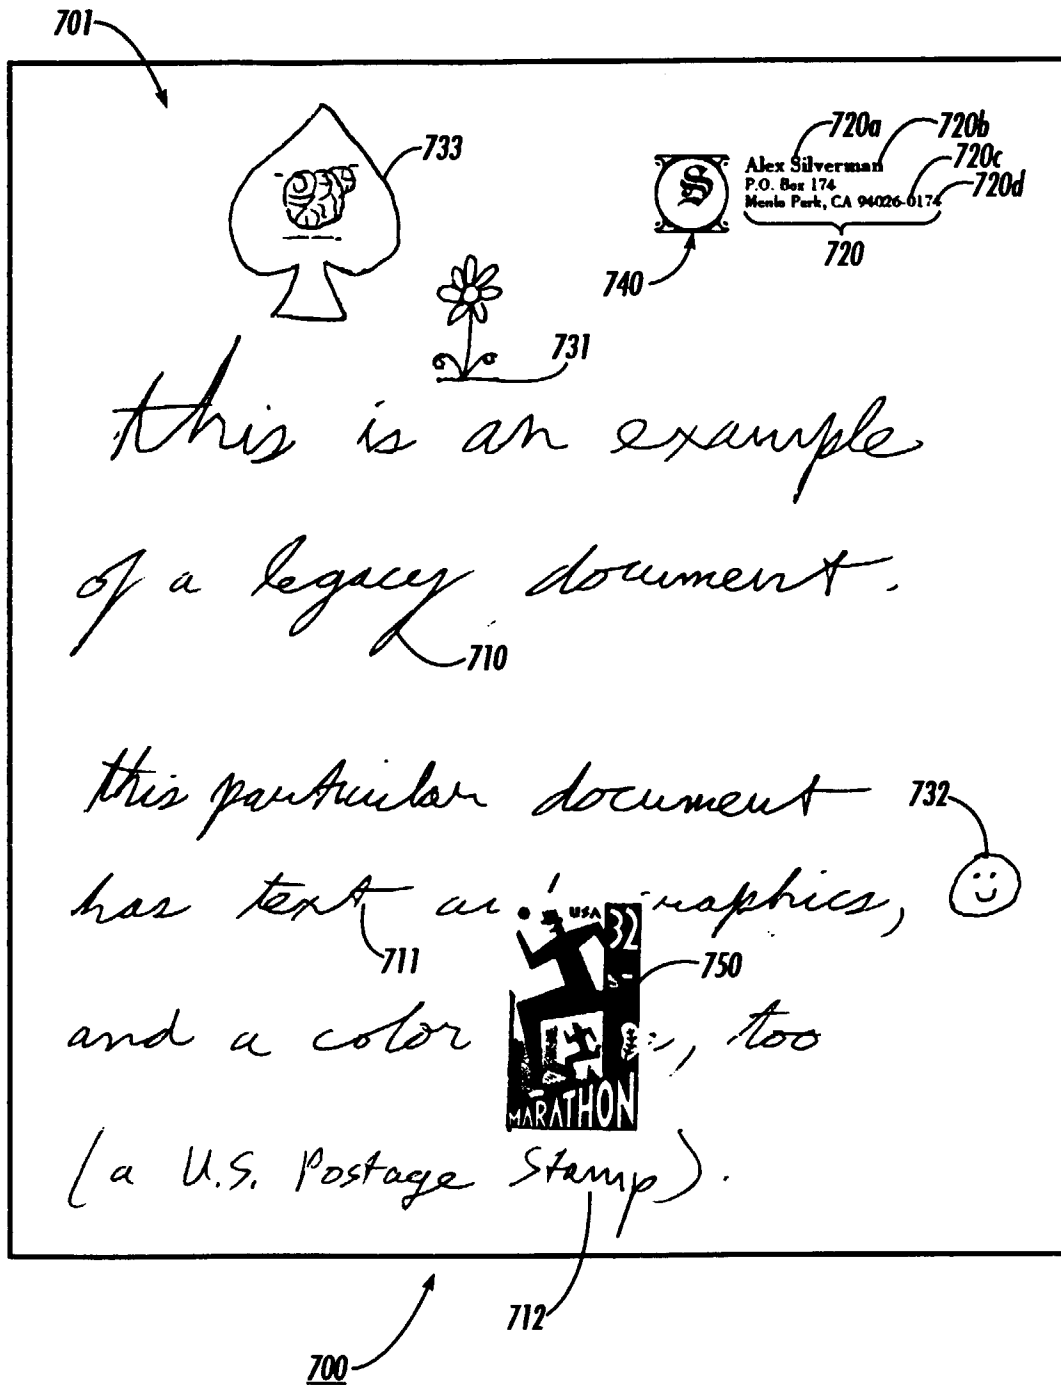 701
733
720a
720b
S
Alex Silverman
P.O. Box 174
Menlo Park, CA 94026-0174
720c
720d
720
740
731
this is an example
of a legacy document.
710
this particular document
732
has text graphics,
711
USA
32
750
and a color , too
MARATHON
(a U.S. Postage Stamp).
712
700